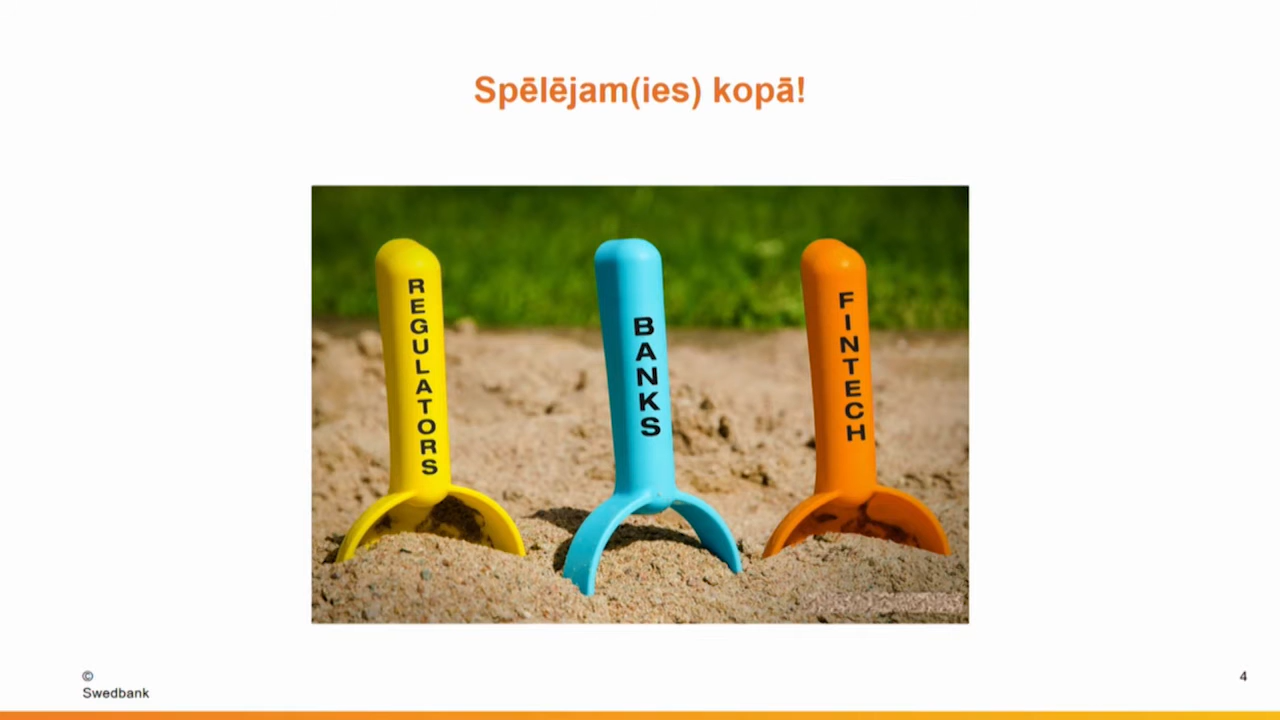 Spēlējam(ies) kopā!
REGULATORS
BANKS
FINTECH
©
Swedbank
4